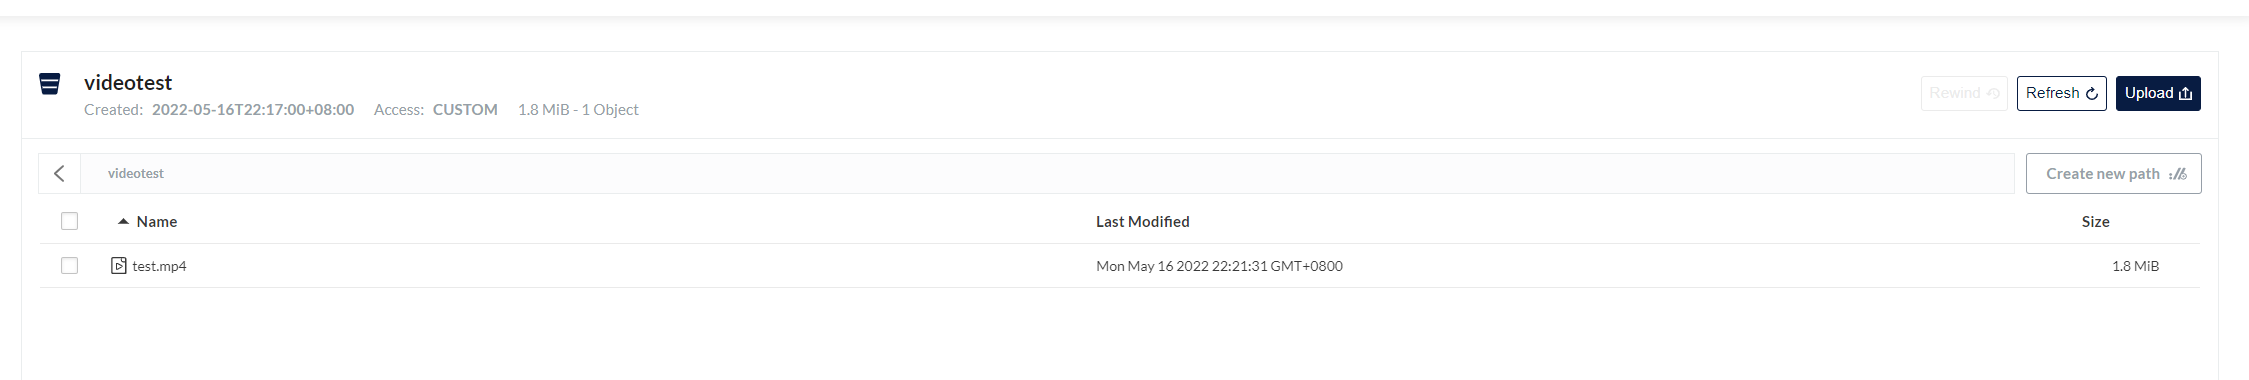 videotest
Created: 2022-05-16T22:17:00+08:00 Access: CUSTOM 1.8 MiB - 1 Object
Rewind Refresh Upload
videotest
Create new path
Name Last Modified Size
test.mp4 Mon May 16 2022 22:21:31 GMT+0800 1.8 MiB